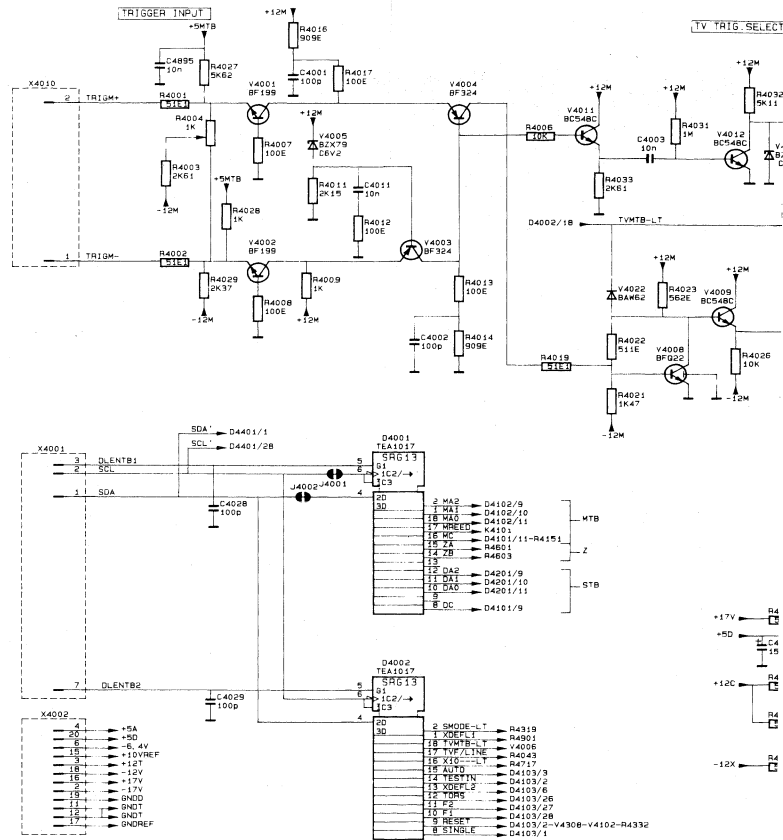 TRIGGER INPUT
TV TRIG. SELECT
+5MTB
+12M
R4016
909E
C4895
10n
R4027
5K62
C4001
100p
R4017
100E
X4010
2 TRIGM+
R4001
51E1
V4001
BF199
V4004
BF324
R4004
1K
R4007
100E
+12M
V4005
BZX79
C6V2
R4006
10K
+12M
V4011
BC548C
+12M
R4031
1M
C4003
10n
V4012
BC548C
+12M
R4032
5K11
R4003
2K61
-12M
+5MTB
R4028
1K
R4011
2K15
C4011
10n
R4012
100E
R4033
2K61
D4002/18
TVMTB-LT
1 TRIGM-
R4002
51E1
V4002
BF199
V4003
BF324
R4029
2K37
-12M
R4008
100E
R4009
1K
+12M
R4013
100E
C4002
100p
R4014
909E
+12M
V4022
BAW62
R4023
562E
V4009
BC548C
+12M
R4022
511E
V4008
BFQ22
R4019
51E1
R4026
10K
-12M
R4021
1K47
-12M
X4001
SDA' D4401/1
SCL' D4401/28
3 DLENTB1
2 SCL
1 SDA
7 DLENTB2
J4001
J4002
C4028
100p
D4001
TEA1017
SRG13
5 G1
6 1C2/→
C3
4 2D
3D
2 MA2 D4102/9
1 MA1 D4102/10
18 MA0 D4102/11
17 MREED K4101
16 MC D4101/11-R4151
15 ZA R4601
14 ZB R4603
13
12 DA2 D4201/9
11 DA1 D4201/10
10 DA0 D4201/11
9
8 DC D4101/9
MTB
Z
STB
+17V
+5D
+12C
-12X
C4029
100p
D4002
TEA1017
SRG13
5 G1
6 1C2/→
C3
4 2D
3D
2 SMODE-LT R4319
1 XDEFL1 R4901
18 TVMTB-LT V4006
17 TVF/LINE R4043
16 X10---LT R4717
15 AUTO D4103/3
14 TESTIN D4103/2
13 XDEFL2 D4103/6
12 TORS D4103/26
11 F2 D4103/27
10 F1 D4103/28
9 RESET D4103/2-V4308-V4102-R4332
8 SINGLE D4103/1
X4002
4 +5A
20 +5D
6 -6,4V
15 +10VREF
3 +12T
18 -12V
16 +17V
2 -17V
19 GNDD
11 GNDT
12 GNDT
17 GNDREF